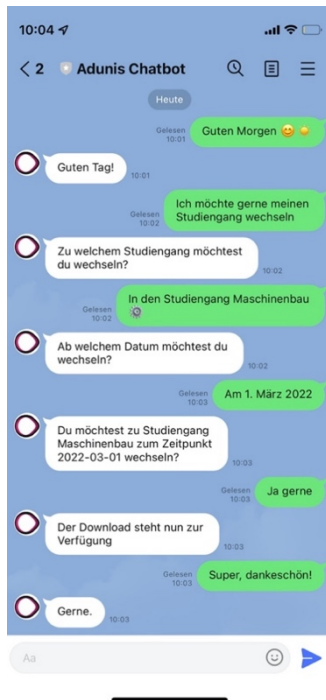 10:04
2 Adunis Chatbot
Heute
Gelesen
10:01
Guten Morgen 😊 ☀️
Guten Tag!
10:01
Gelesen
10:02
Ich möchte gerne meinen
Studiengang wechseln
Zu welchem Studiengang möchtest
du wechseln?
10:02
Gelesen
10:02
In den Studiengang Maschinenbau
⚙️
Ab welchem Datum möchtest du
wechseln?
10:02
Gelesen
10:03
Am 1. März 2022
Du möchtest zu Studiengang
Maschinenbau zum Zeitpunkt
2022-03-01 wechseln?
10:03
Gelesen
10:03
Ja gerne
Der Download steht nun zur
Verfügung
10:03
Gelesen
10:03
Super, dankeschön!
Gerne.
10:03
Aa